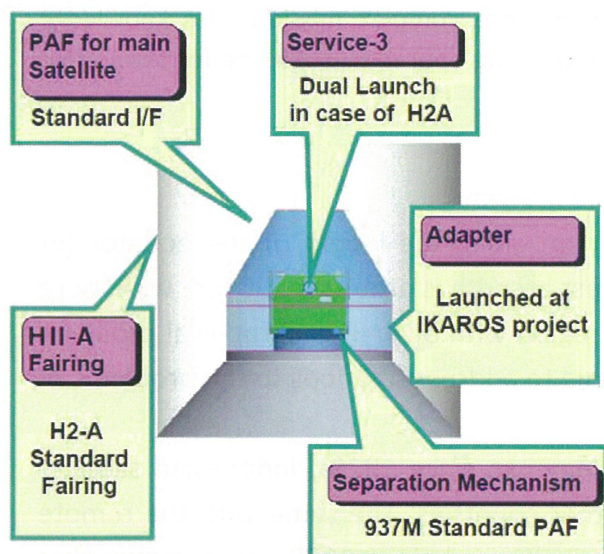 PAF for main
Satellite
Standard I/F
Service-3
Dual Launch
in case of H2A
Adapter
Launched at
IKAROS project
HII-A
Fairing
H2-A
Standard
Fairing
Separation Mechanism
937M Standard PAF